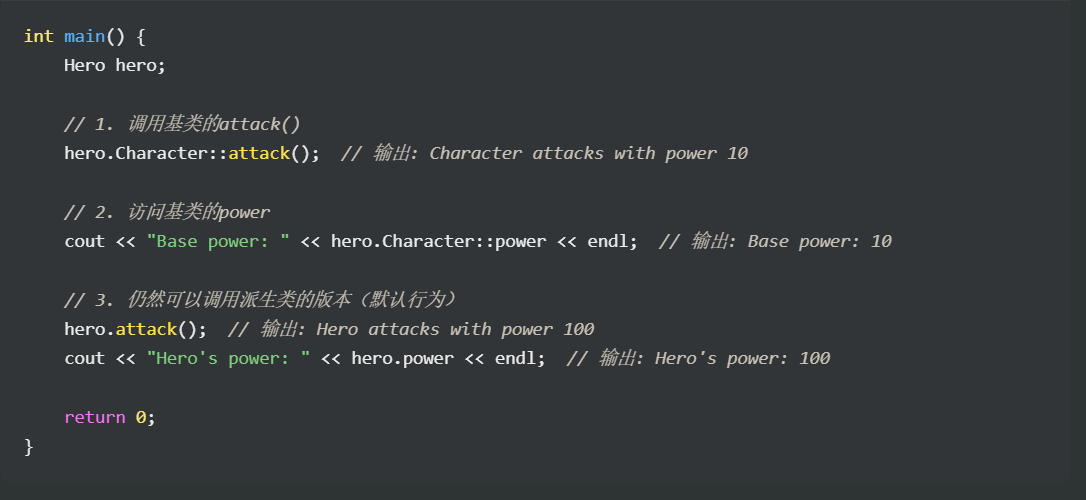 int main() {
Hero hero;
// 1. 调用基类的attack()
hero.Character::attack();  // 输出: Character attacks with power 10
// 2. 访问基类的power
cout << "Base power: " << hero.Character::power << endl;  // 输出: Base power: 10
// 3. 仍然可以调用派生类的版本（默认行为）
hero.attack();  // 输出: Hero attacks with power 100
cout << "Hero's power: " << hero.power << endl;  // 输出: Hero's power: 100
return 0;
}